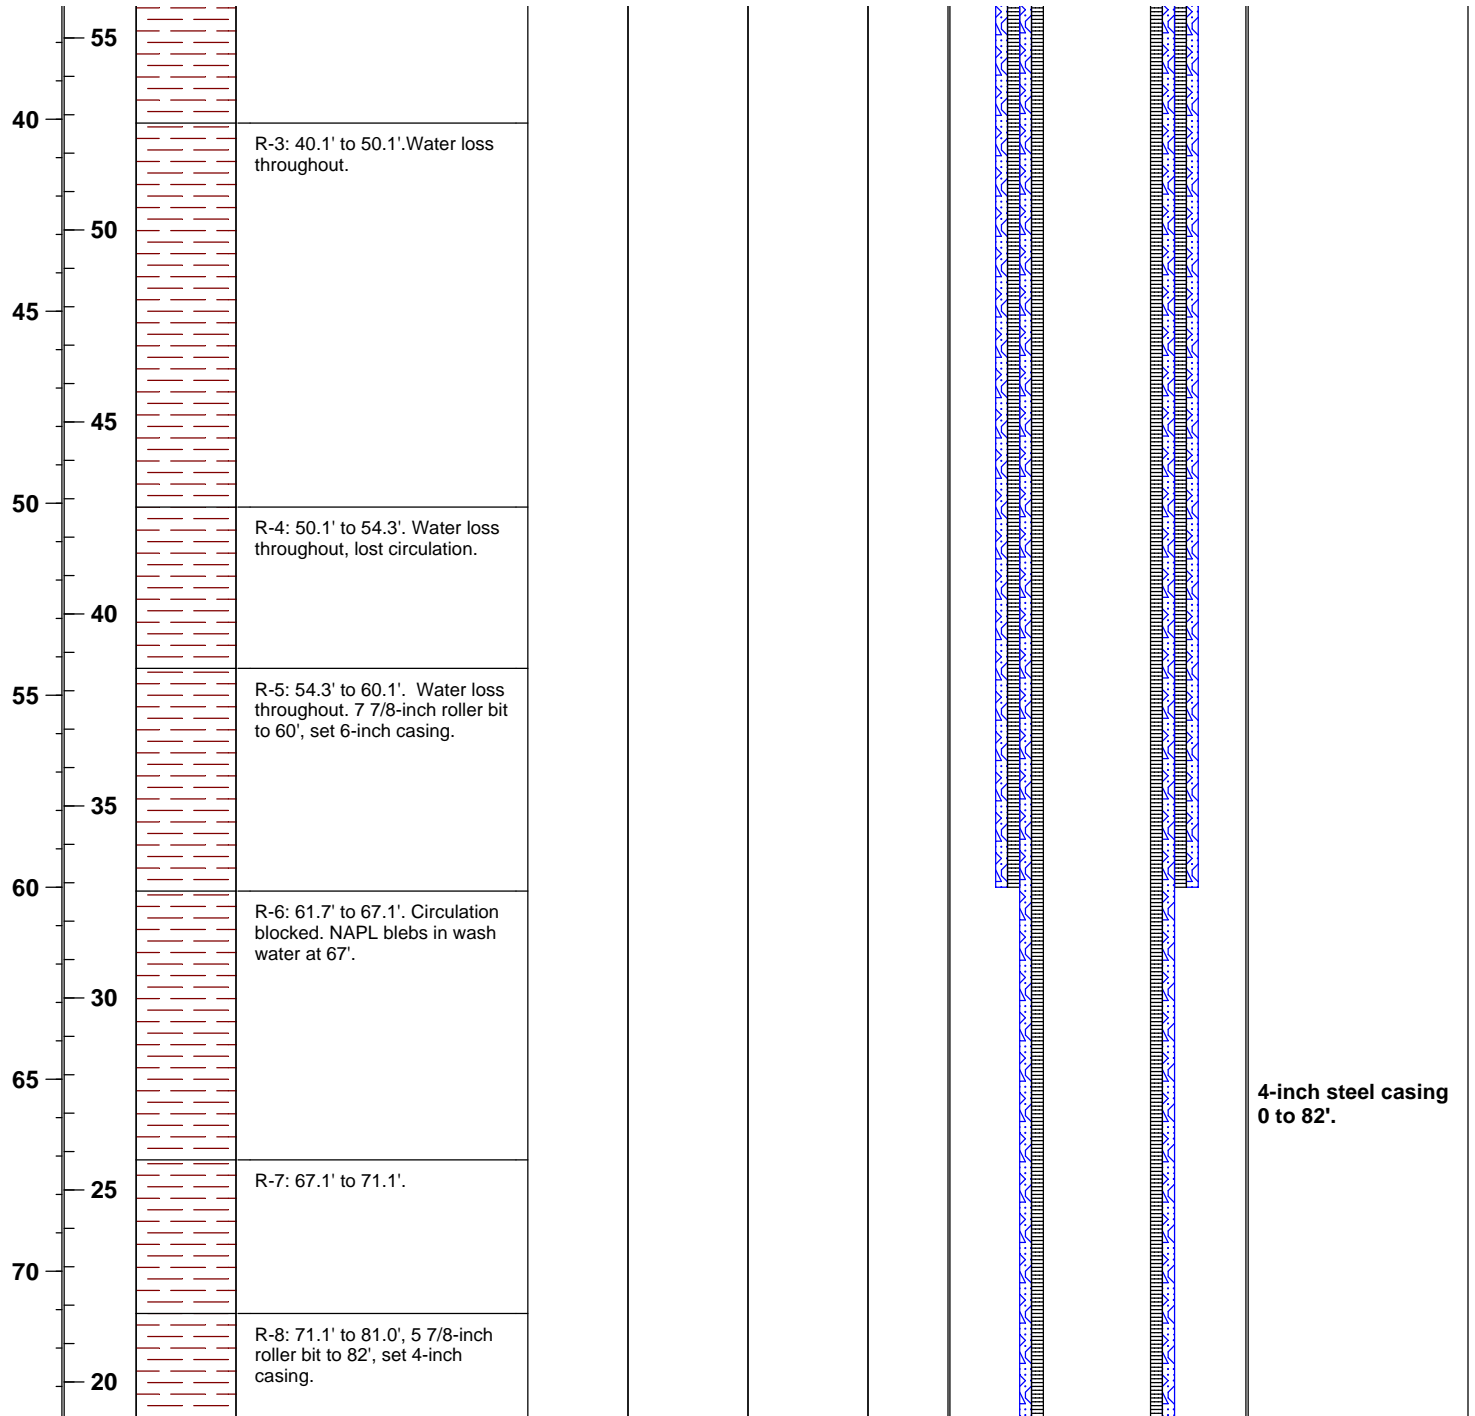 55
40
R-3: 40.1' to 50.1'.Water loss
throughout.
50
45
45
50
R-4: 50.1' to 54.3'. Water loss
throughout, lost circulation.
40
55
R-5: 54.3' to 60.1'.  Water loss
throughout. 7 7/8-inch roller bit
to 60', set 6-inch casing.
35
60
R-6: 61.7' to 67.1'. Circulation
blocked. NAPL blebs in wash
water at 67'.
30
65
4-inch steel casing
0 to 82'.
R-7: 67.1' to 71.1'.
25
70
R-8: 71.1' to 81.0', 5 7/8-inch
roller bit to 82', set 4-inch
casing.
20